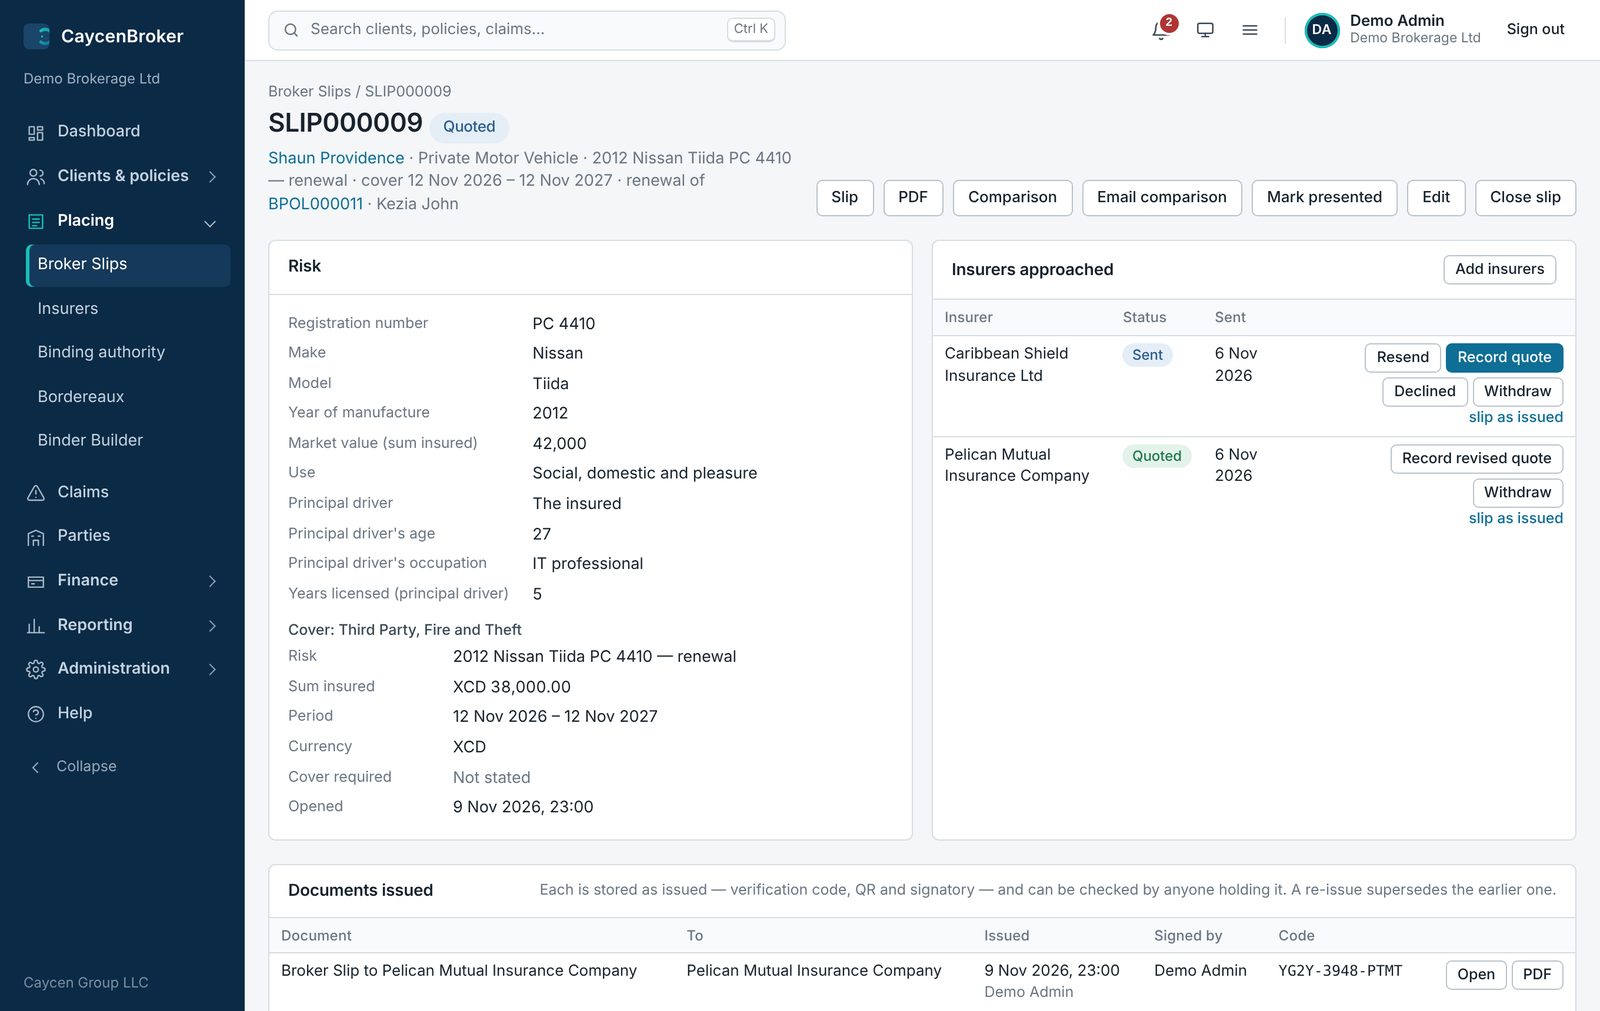 CaycenBroker
Demo Brokerage Ltd
Dashboard
Clients & policies
Placing
Broker Slips
Insurers
Binding authority
Bordereaux
Binder Builder
Claims
Parties
Finance
Reporting
Administration
Help
Collapse
Caycen Group LLC
Search clients, policies, claims...
Ctrl K
2
DA
Demo Admin
Demo Brokerage Ltd
Sign out
Broker Slips / SLIP000009
SLIP000009 Quoted
Shaun Providence · Private Motor Vehicle · 2012 Nissan Tiida PC 4410
— renewal · cover 12 Nov 2026 – 12 Nov 2027 · renewal of
BPOL000011 · Kezia John
Slip PDF Comparison Email comparison Mark presented Edit Close slip
Risk
Registration number PC 4410
Make Nissan
Model Tiida
Year of manufacture 2012
Market value (sum insured) 42,000
Use Social, domestic and pleasure
Principal driver The insured
Principal driver's age 27
Principal driver's occupation IT professional
Years licensed (principal driver) 5
Cover: Third Party, Fire and Theft
Risk 2012 Nissan Tiida PC 4410 — renewal
Sum insured XCD 38,000.00
Period 12 Nov 2026 – 12 Nov 2027
Currency XCD
Cover required Not stated
Opened 9 Nov 2026, 23:00
Insurers approached Add insurers
Insurer Status Sent
Caribbean Shield Insurance Ltd Sent 6 Nov 2026 Resend Record quote
Declined Withdraw
slip as issued
Pelican Mutual Insurance Company Quoted 6 Nov 2026 Record revised quote
Withdraw
slip as issued
Documents issued Each is stored as issued — verification code, QR and signatory — and can be checked by anyone holding it. A re-issue supersedes the earlier one.
Document To Issued Signed by Code
Broker Slip to Pelican Mutual Insurance Company Pelican Mutual Insurance Company 9 Nov 2026, 23:00 Demo Admin YG2Y-3948-PTMT Open PDF
Demo Admin